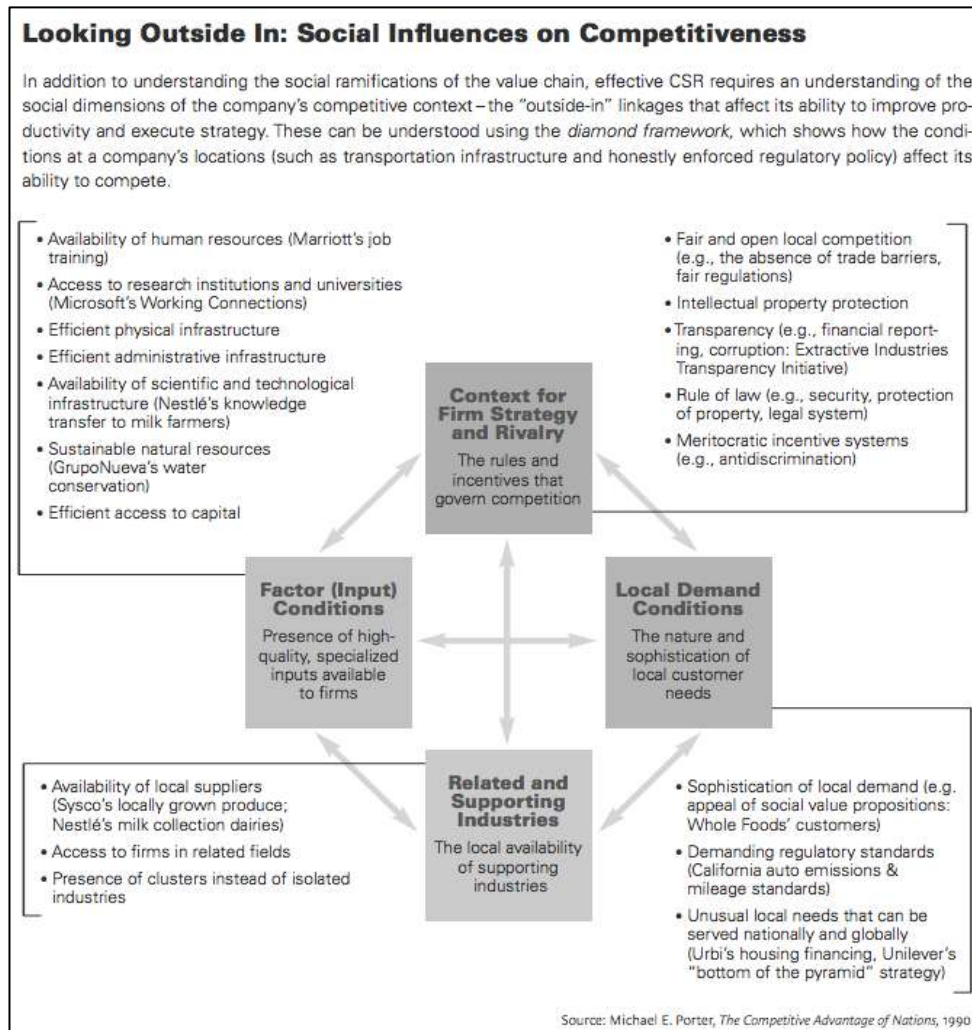 Looking Outside In: Social Influences on Competitiveness
In addition to understanding the social ramifications of the value chain, effective CSR requires an understanding of the
social dimensions of the company’s competitive context – the “outside-in” linkages that affect its ability to improve pro-
ductivity and execute strategy. These can be understood using the diamond framework, which shows how the condi-
tions at a company’s locations (such as transportation infrastructure and honestly enforced regulatory policy) affect its
ability to compete.
• Availability of human resources (Marriott’s job
training)
• Access to research institutions and universities
(Microsoft’s Working Connections)
• Efficient physical infrastructure
• Efficient administrative infrastructure
• Availability of scientific and technological
infrastructure (Nestlé’s knowledge
transfer to milk farmers)
• Sustainable natural resources
(GrupoNueva’s water
conservation)
• Efficient access to capital
• Fair and open local competition
(e.g., the absence of trade barriers,
fair regulations)
• Intellectual property protection
• Transparency (e.g., financial report-
ing, corruption: Extractive Industries
Transparency Initiative)
• Rule of law (e.g., security, protection
of property, legal system)
• Meritocratic incentive systems
(e.g., antidiscrimination)
Context for
Firm Strategy
and Rivalry
The rules and
incentives that
govern competition
Factor (Input)
Conditions
Presence of high-
quality, specialized
inputs available
to firms
Local Demand
Conditions
The nature and
sophistication of
local customer
needs
Related and
Supporting
Industries
The local availability
of supporting
industries
• Availability of local suppliers
(Sysco’s locally grown produce;
Nestlé’s milk collection dairies)
• Access to firms in related fields
• Presence of clusters instead of isolated
industries
• Sophistication of local demand (e.g.
appeal of social value propositions:
Whole Foods’ customers)
• Demanding regulatory standards
(California auto emissions &
mileage standards)
• Unusual local needs that can be
served nationally and globally
(Urbi’s housing financing, Unilever’s
“bottom of the pyramid” strategy)
Source: Michael E. Porter, The Competitive Advantage of Nations, 1990